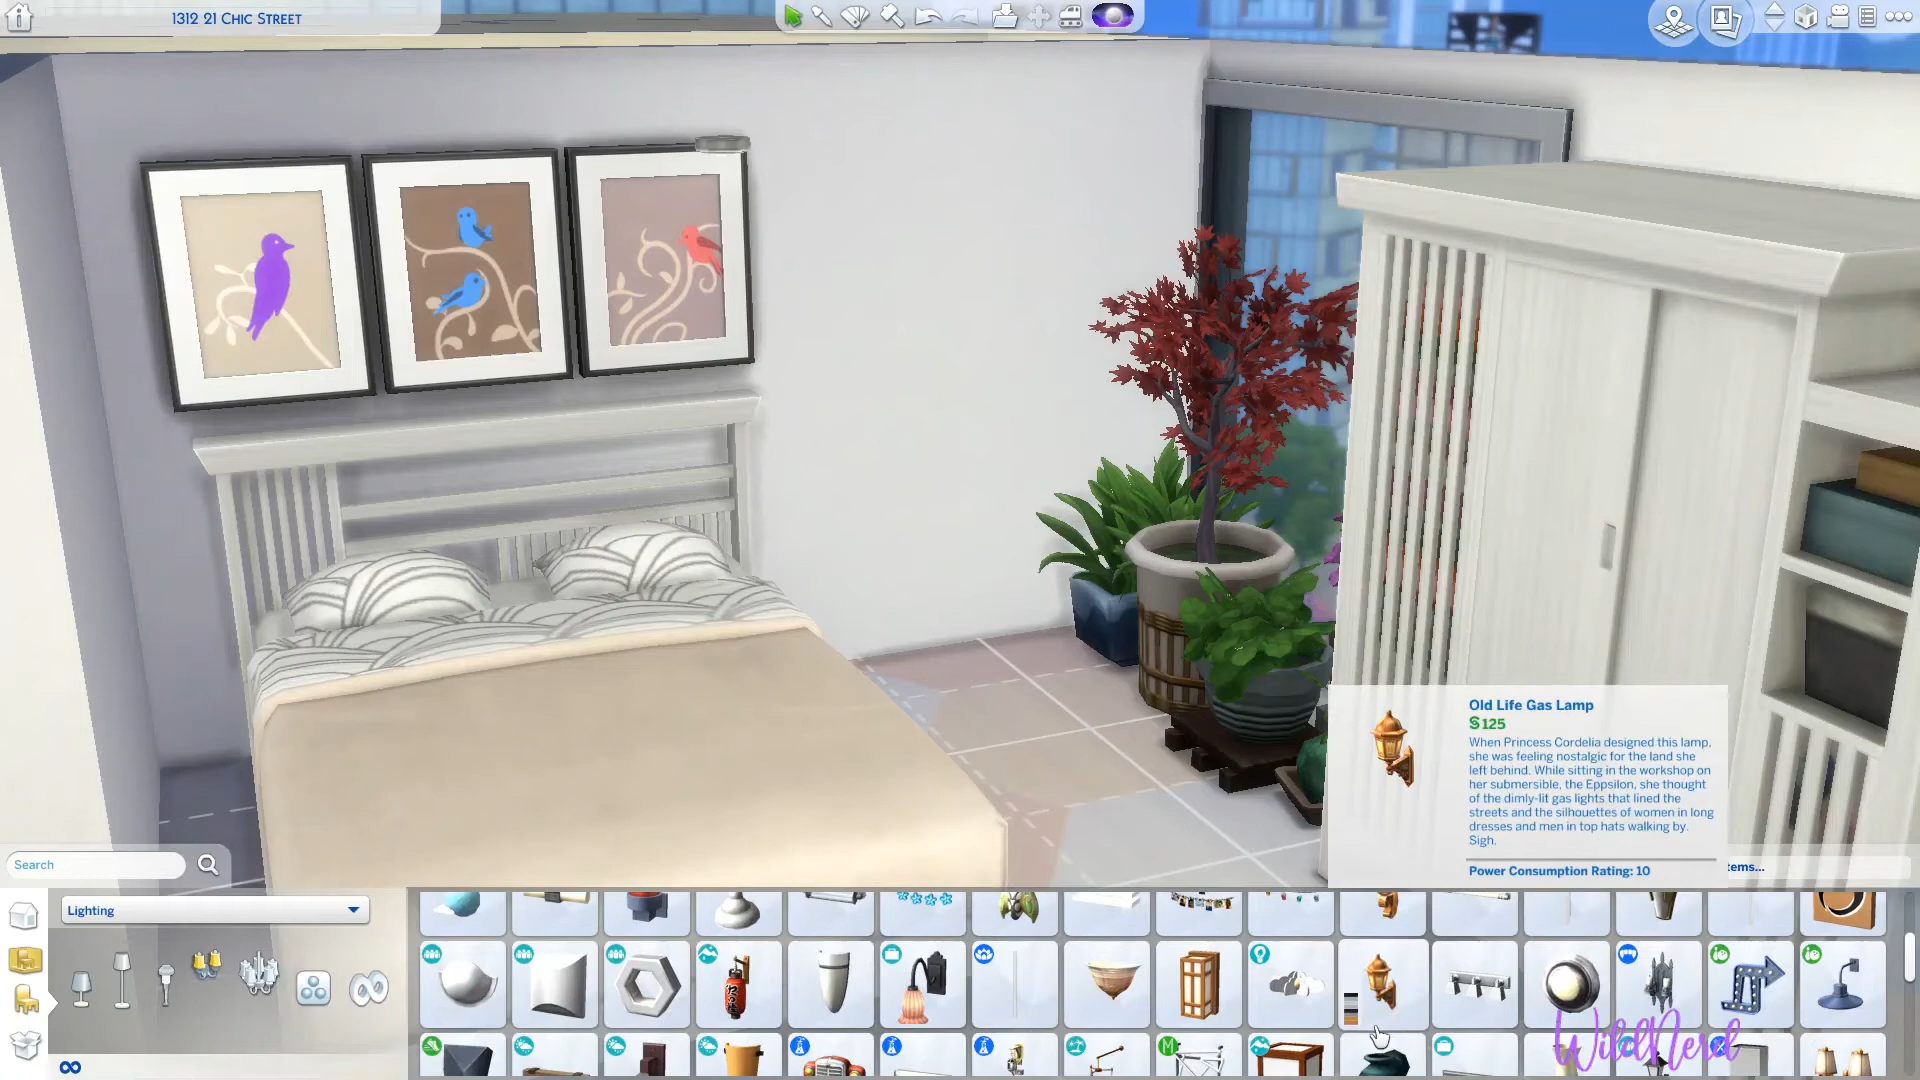 1312 21 Chic Street
Old Life Gas Lamp
§125
When Princess Cordelia designed this lamp,
she was feeling nostalgic for the land she
left behind. While sitting in the workshop on
her submersible, the Eppsilon, she thought
of the dimly-lit gas lights that lined the
streets and the silhouettes of women in long
dresses and men in top hats walking by.
Sigh.
Power Consumption Rating: 10
tems...
Search
Lighting
WildNerd